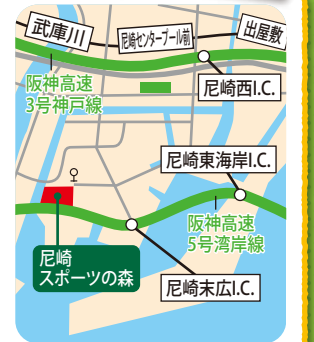 武庫川
尼崎センタープール前
出屋敷
阪神高速
3号神戸線
尼崎西I.C.
尼崎東海岸I.C.
阪神高速
5号湾岸線
尼崎
スポーツの森
尼崎末広I.C.